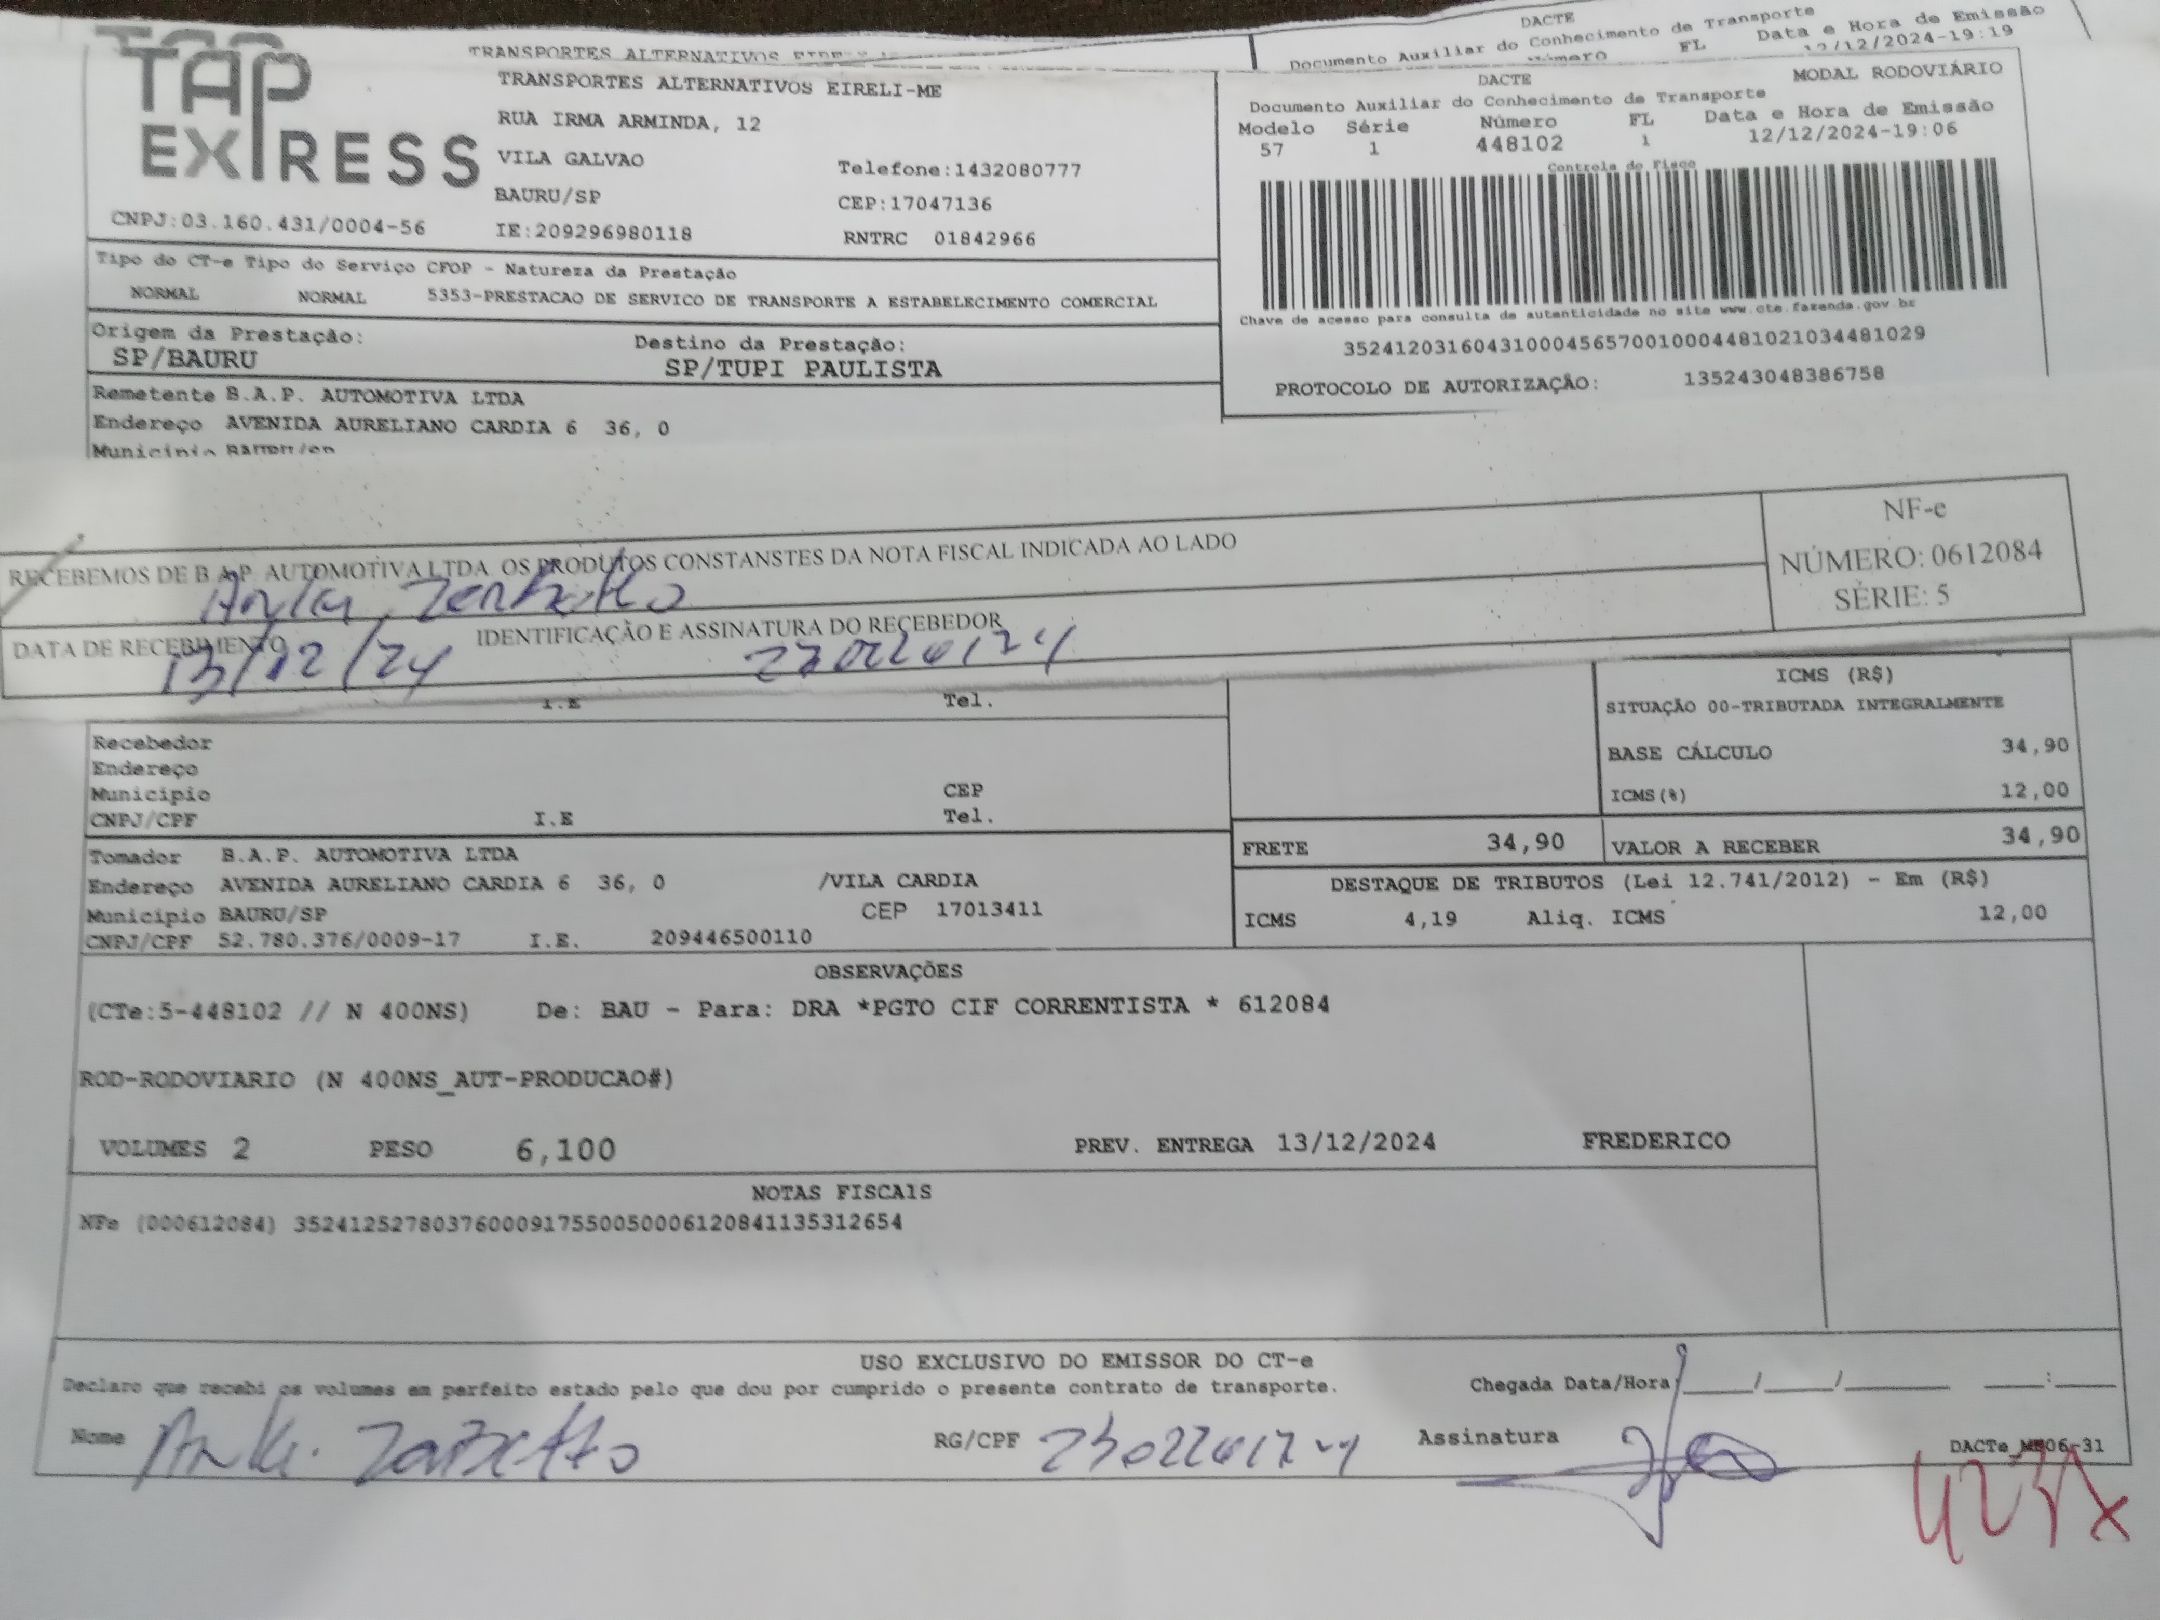 TRANSPORTES ALTERNATIVOS
DACTE
Documento Auxiliar do Conhecimento de Transporte
FL Data e Hora de Emissão
12/12/2024-19:19
TAP EXPRESS
TRANSPORTES ALTERNATIVOS EIRELI-ME
RUA IRMA ARMINDA, 12
VILA GALVAO Telefone:1432080777
BAURU/SP CEP:17047136
CNPJ:03.160.431/0004-56 IE:209296980118 RNTRC 01842966
DACTE MODAL RODOVIÁRIO
Documento Auxiliar do Conhecimento de Transporte
Modelo Série Número FL Data e Hora de Emissão
57 1 448102 1 12/12/2024-19:06
Controle do Fisco
Chave de acesso para consulta de autenticidade no site www.cte.fazenda.gov.br
35241203160431000456570010004481021034481029
PROTOCOLO DE AUTORIZAÇÃO: 135243048386758
Tipo do CT-e Tipo do Serviço CFOP - Natureza da Prestação
NORMAL NORMAL 5353-PRESTACAO DE SERVICO DE TRANSPORTE A ESTABELECIMENTO COMERCIAL
Origem da Prestação: Destino da Prestação:
SP/BAURU SP/TUPI PAULISTA
Remetente B.A.P. AUTOMOTIVA LTDA
Endereço AVENIDA AURELIANO CARDIA 6 36, 0
Município BAURU/SP
RECEBEMOS DE B.A.P. AUTOMOTIVA LTDA OS PRODUTOS CONSTANSTES DA NOTA FISCAL INDICADA AO LADO
NF-e
NÚMERO: 0612084
SÉRIE: 5
DATA DE RECEBIMENTO IDENTIFICAÇÃO E ASSINATURA DO RECEBEDOR
13/12/24
I.E Tel.
Recebedor
Endereço
Município CEP
CNPJ/CPF I.E Tel.
ICMS (R$)
SITUAÇÃO 00-TRIBUTADA INTEGRALMENTE
BASE CÁLCULO 34,90
ICMS(%) 12,00
FRETE 34,90 VALOR A RECEBER 34,90
Tomador B.A.P. AUTOMOTIVA LTDA
Endereço AVENIDA AURELIANO CARDIA 6 36, 0 /VILA CARDIA
Município BAURU/SP CEP 17013411
CNPJ/CPF 52.780.376/0009-17 I.E. 209446500110
DESTAQUE DE TRIBUTOS (Lei 12.741/2012) - Em (R$)
ICMS 4,19 Aliq. ICMS 12,00
OBSERVAÇÕES
(CTe:5-448102 // N 400NS) De: BAU - Para: DRA *PGTO CIF CORRENTISTA * 612084
ROD-RODOVIARIO (N 400NS_AUT-PRODUCAO#)
VOLUMES 2 PESO 6,100 PREV. ENTREGA 13/12/2024 FREDERICO
NOTAS FISCAIS
NFe (000612084) 35241252780376000917550050006120841135312654
USO EXCLUSIVO DO EMISSOR DO CT-e
Declaro que recebi os volumes em perfeito estado pelo que dou por cumprido o presente contrato de transporte. Chegada Data/Hora ____/____/______ ____:____
Nome RG/CPF Assinatura